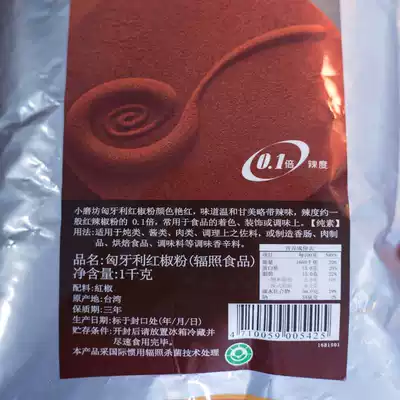 0.1倍 辣度
小磨坊匈牙利红椒粉颜色艳红，味道温和甘美略带辣味，辣度约一
般红辣椒粉的 0.1倍，常用于食品的着色、装饰或调味上。【纯素】
用法：适用于炖类、酱类、肉类、调理上之佐料，或制造香肠、肉制
品、烘焙食品、调味料等调味香辛料。
品名：匈牙利红椒粉(辐照食品)
净含量：1千克
配料：紅椒
原产地：台湾
保质期：三年
生产日期：标于封口处(年/月/日)
贮存条件：开封后请放置冰箱冷藏并
尽速食用完毕。
本产品采国际惯用辐照杀菌技术处理
4710059005425
1821901